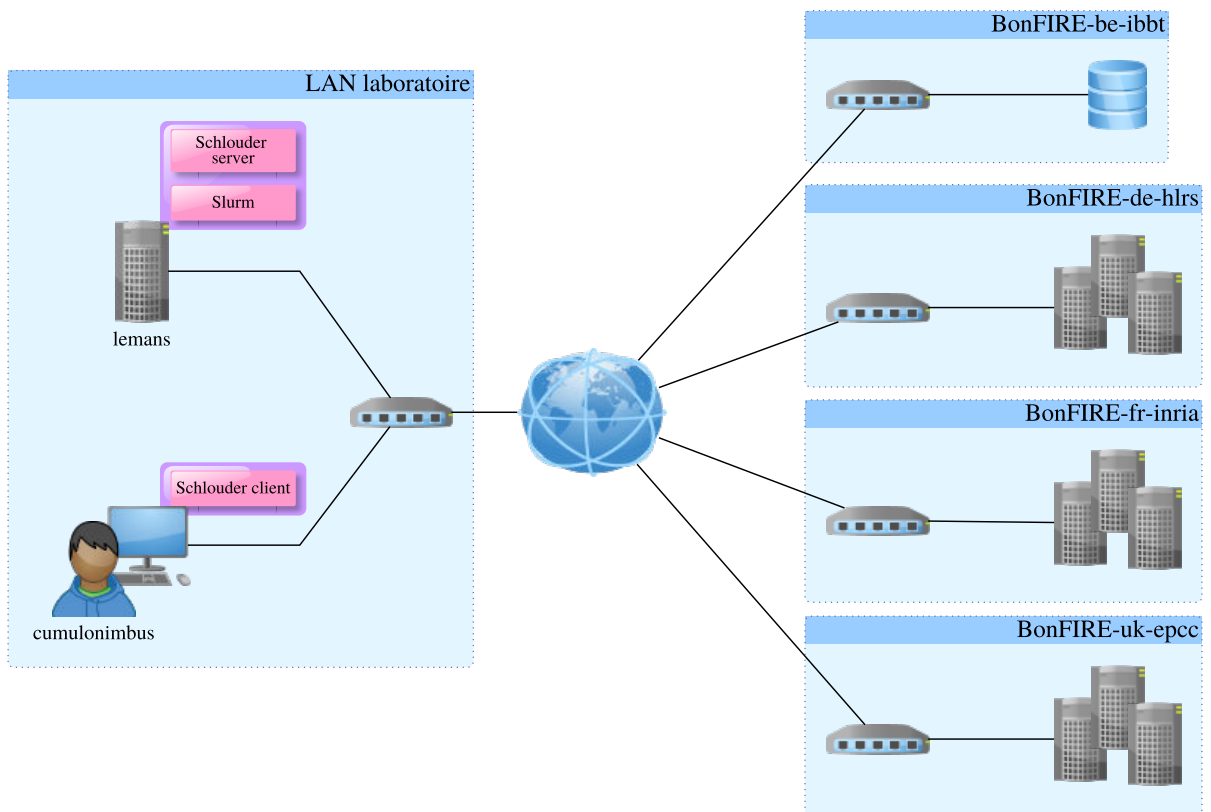 LAN laboratoire
Schlouder
server
Slurm
lemans
Schlouder client
cumulonimbus
BonFIRE-be-ibbt
BonFIRE-de-hlrs
BonFIRE-fr-inria
BonFIRE-uk-epcc